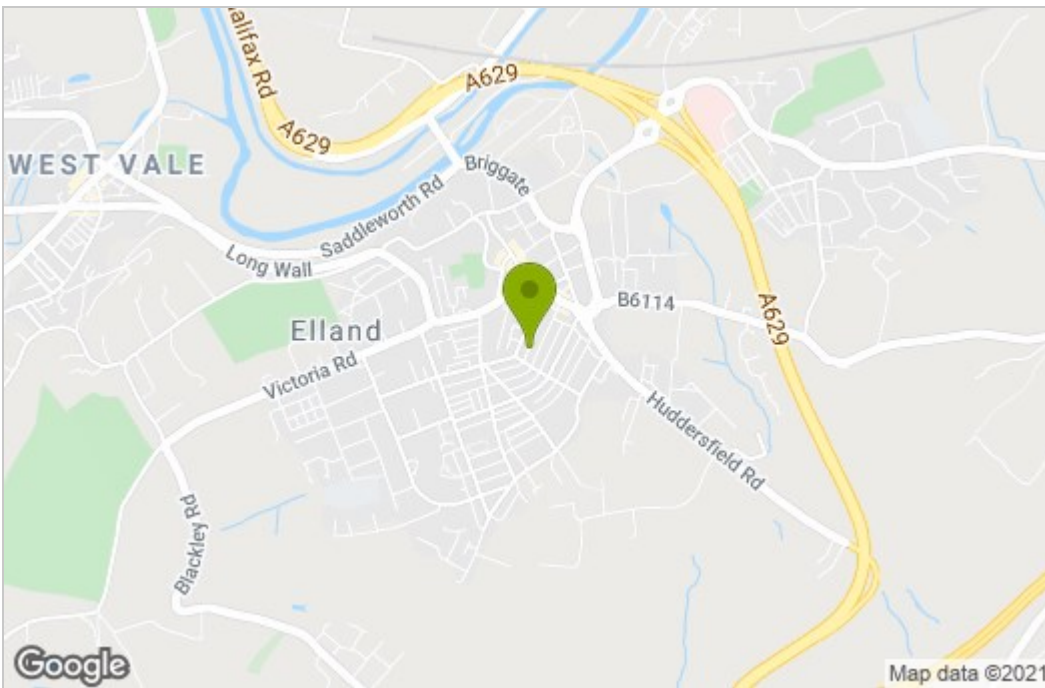 alifax Rd
A629
A629
WEST VALE
Briggate
Saddleworth Rd
Long Wall
B6114
A629
Elland
Victoria Rd
Huddersfield Rd
Blackley Rd
Google
Map data ©2021